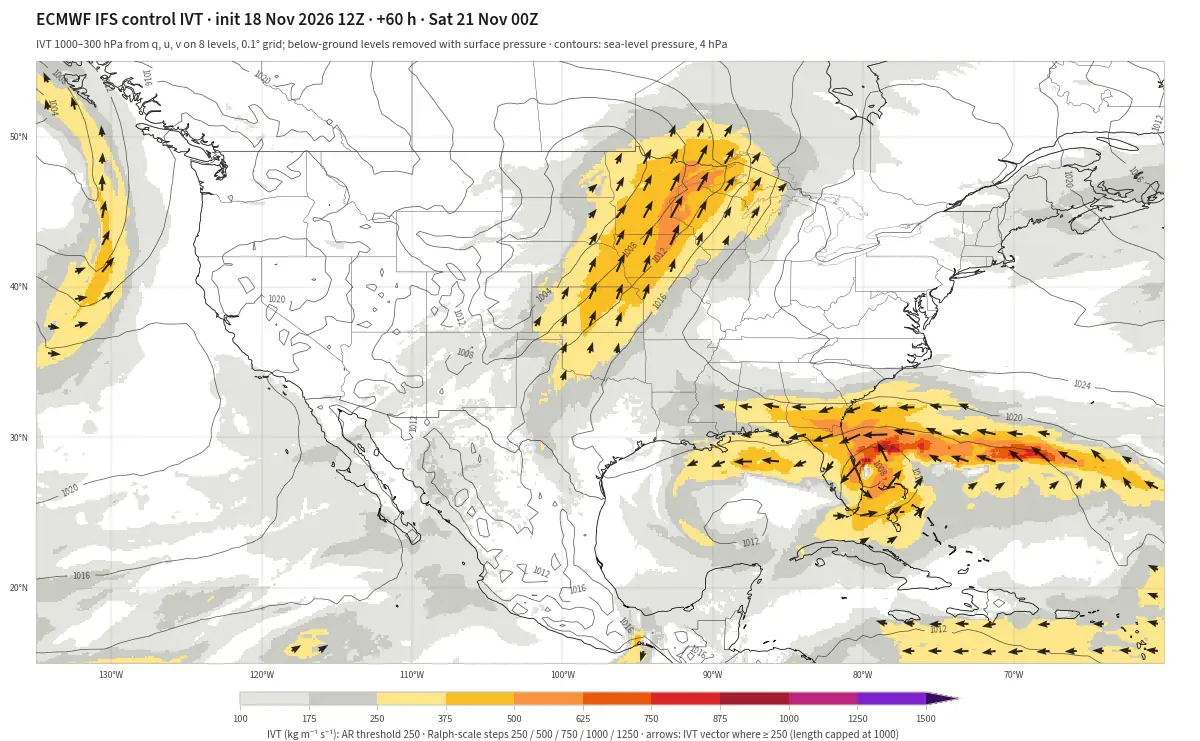 ECMWF IFS control IVT · init 18 Nov 2026 12Z · +60 h · Sat 21 Nov 00Z
IVT 1000–300 hPa from q, u, v on 8 levels, 0.1° grid; below-ground levels removed with surface pressure · contours: sea-level pressure, 4 hPa
1004
1016
1020
1012
50°N
1020
1016
1008
1012
40°N
1020
1004
1016
1012
1008
1024
1020
30°N
1012
1008
1020
1012
1012
1016
20°N
1016
1016
1012
1016
130°W
120°W
110°W
100°W
90°W
80°W
70°W
100
175
250
375
500
625
750
875
1000
1250
1500
IVT (kg m⁻¹ s⁻¹): AR threshold 250 · Ralph-scale steps 250 / 500 / 750 / 1000 / 1250 · arrows: IVT vector where ≥ 250 (length capped at 1000)